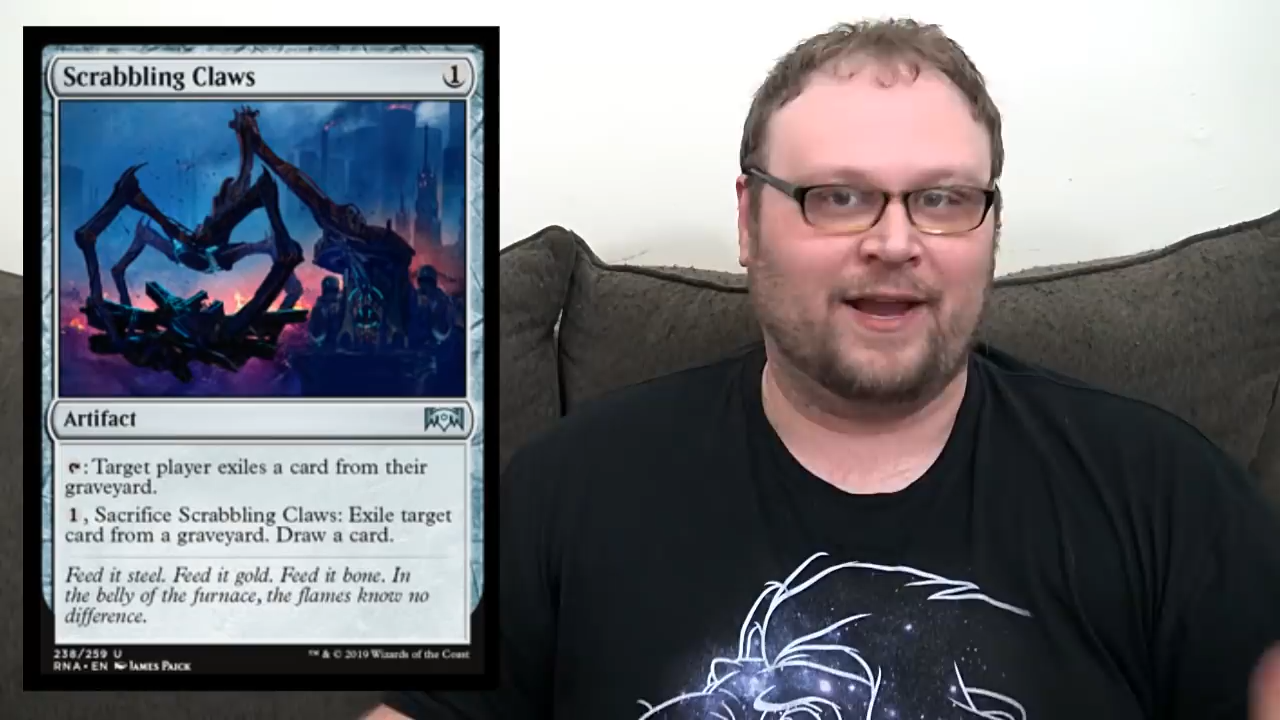 Scrabbling Claws 1
Artifact
: Target player exiles a card from their
graveyard.
1, Sacrifice Scrabbling Claws: Exile target
card from a graveyard. Draw a card.
Feed it steel. Feed it gold. Feed it bone. In
the belly of the furnace, the flames know no
difference.
238/259 U
RNA • EN James Paick
™ & © 2019 Wizards of the Coast